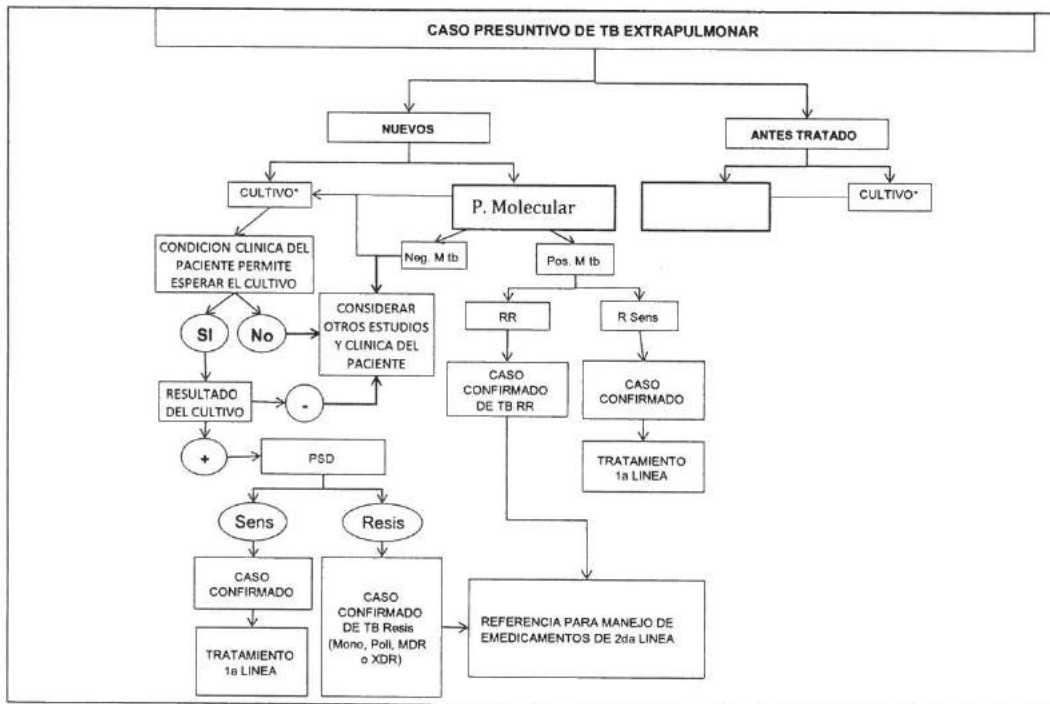 CASO PRESUNTIVO DE TB EXTRAPULMONAR
NUEVOS
ANTES TRATADO
CULTIVO*
P. Molecular
CULTIVO*
CONDICION CLINICA DEL
PACIENTE PERMITE
ESPERAR EL CULTIVO
Neg. M tb
Pos. M tb
SI
No
CONSIDERAR
OTROS ESTUDIOS
Y CLINICA DEL
PACIENTE
RR
R Sens
RESULTADO
DEL CULTIVO
-
CASO
CONFIRMADO
DE TB RR
CASO
CONFIRMADO
+
PSD
TRATAMIENTO
1a LINEA
Sens
Resis
CASO
CONFIRMADO
CASO
CONFIRMADO
DE TB Resis
(Mono, Poli, MDR
o XDR)
REFERENCIA PARA MANEJO DE
EMEDICAMENTOS DE 2da LINEA
TRATAMIENTO
1a LINEA